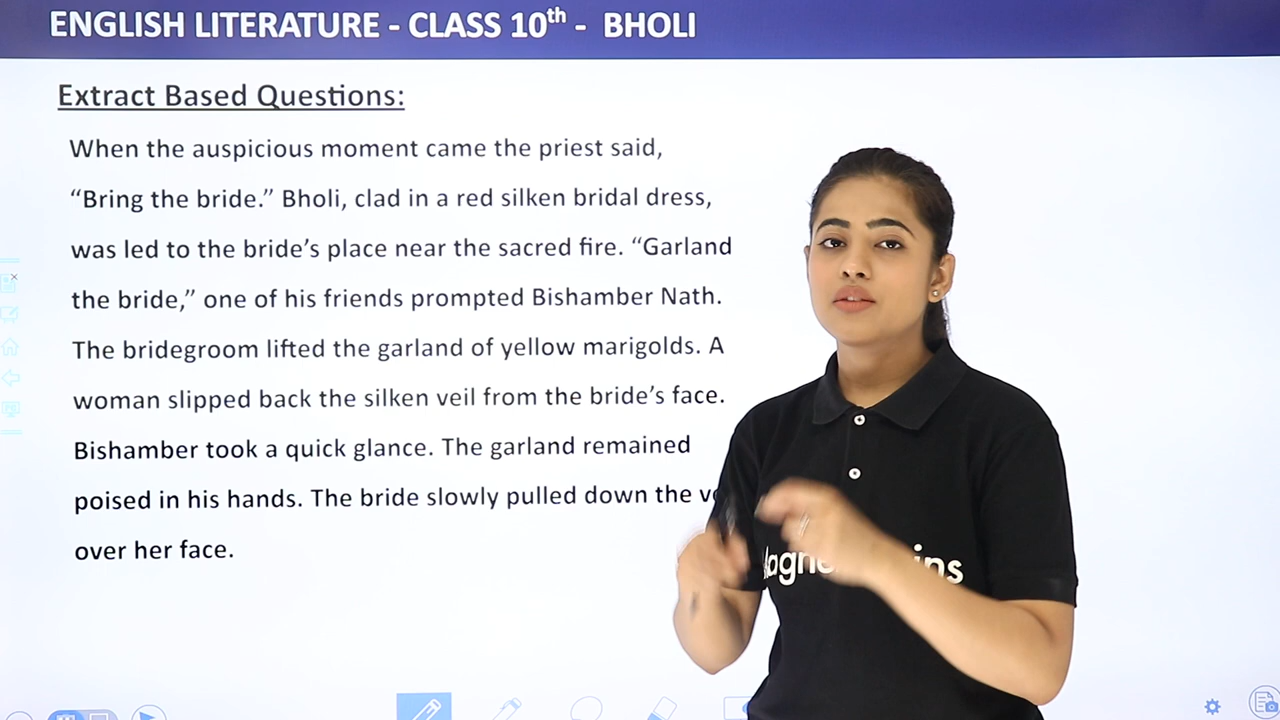 ENGLISH LITERATURE - CLASS 10th - BHOLI
Extract Based Questions:
When the auspicious moment came the priest said,
“Bring the bride.” Bholi, clad in a red silken bridal dress,
was led to the bride’s place near the sacred fire. “Garland
the bride,” one of his friends prompted Bishamber Nath.
The bridegroom lifted the garland of yellow marigolds. A
woman slipped back the silken veil from the bride’s face.
Bishamber took a quick glance. The garland remained
poised in his hands. The bride slowly pulled down the
over her face.